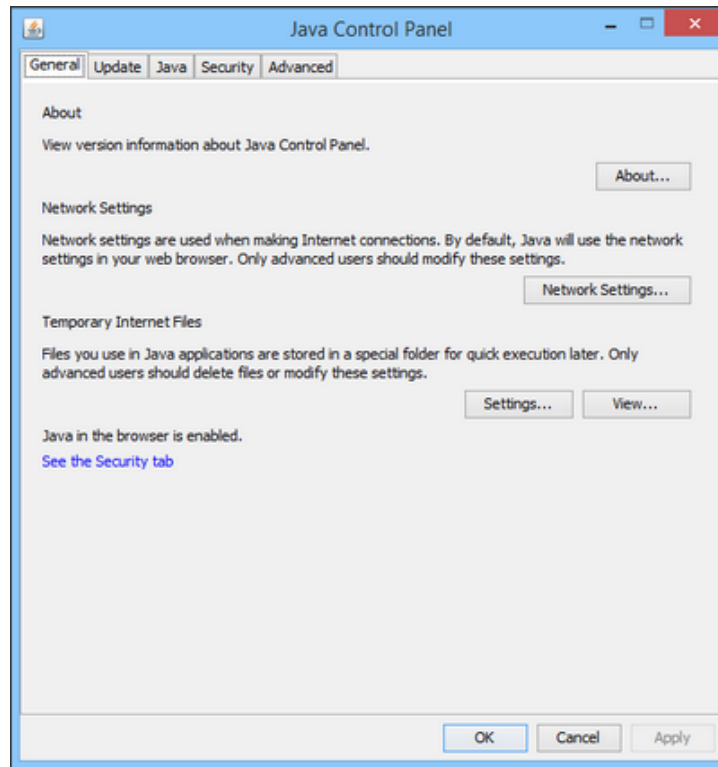 Java Control Panel
General Update Java Security Advanced
About
View version information about Java Control Panel.
About...
Network Settings
Network settings are used when making Internet connections. By default, Java will use the network
settings in your web browser. Only advanced users should modify these settings.
Network Settings...
Temporary Internet Files
Files you use in Java applications are stored in a special folder for quick execution later. Only
advanced users should delete files or modify these settings.
Settings... View...
Java in the browser is enabled.
See the Security tab
OK Cancel Apply